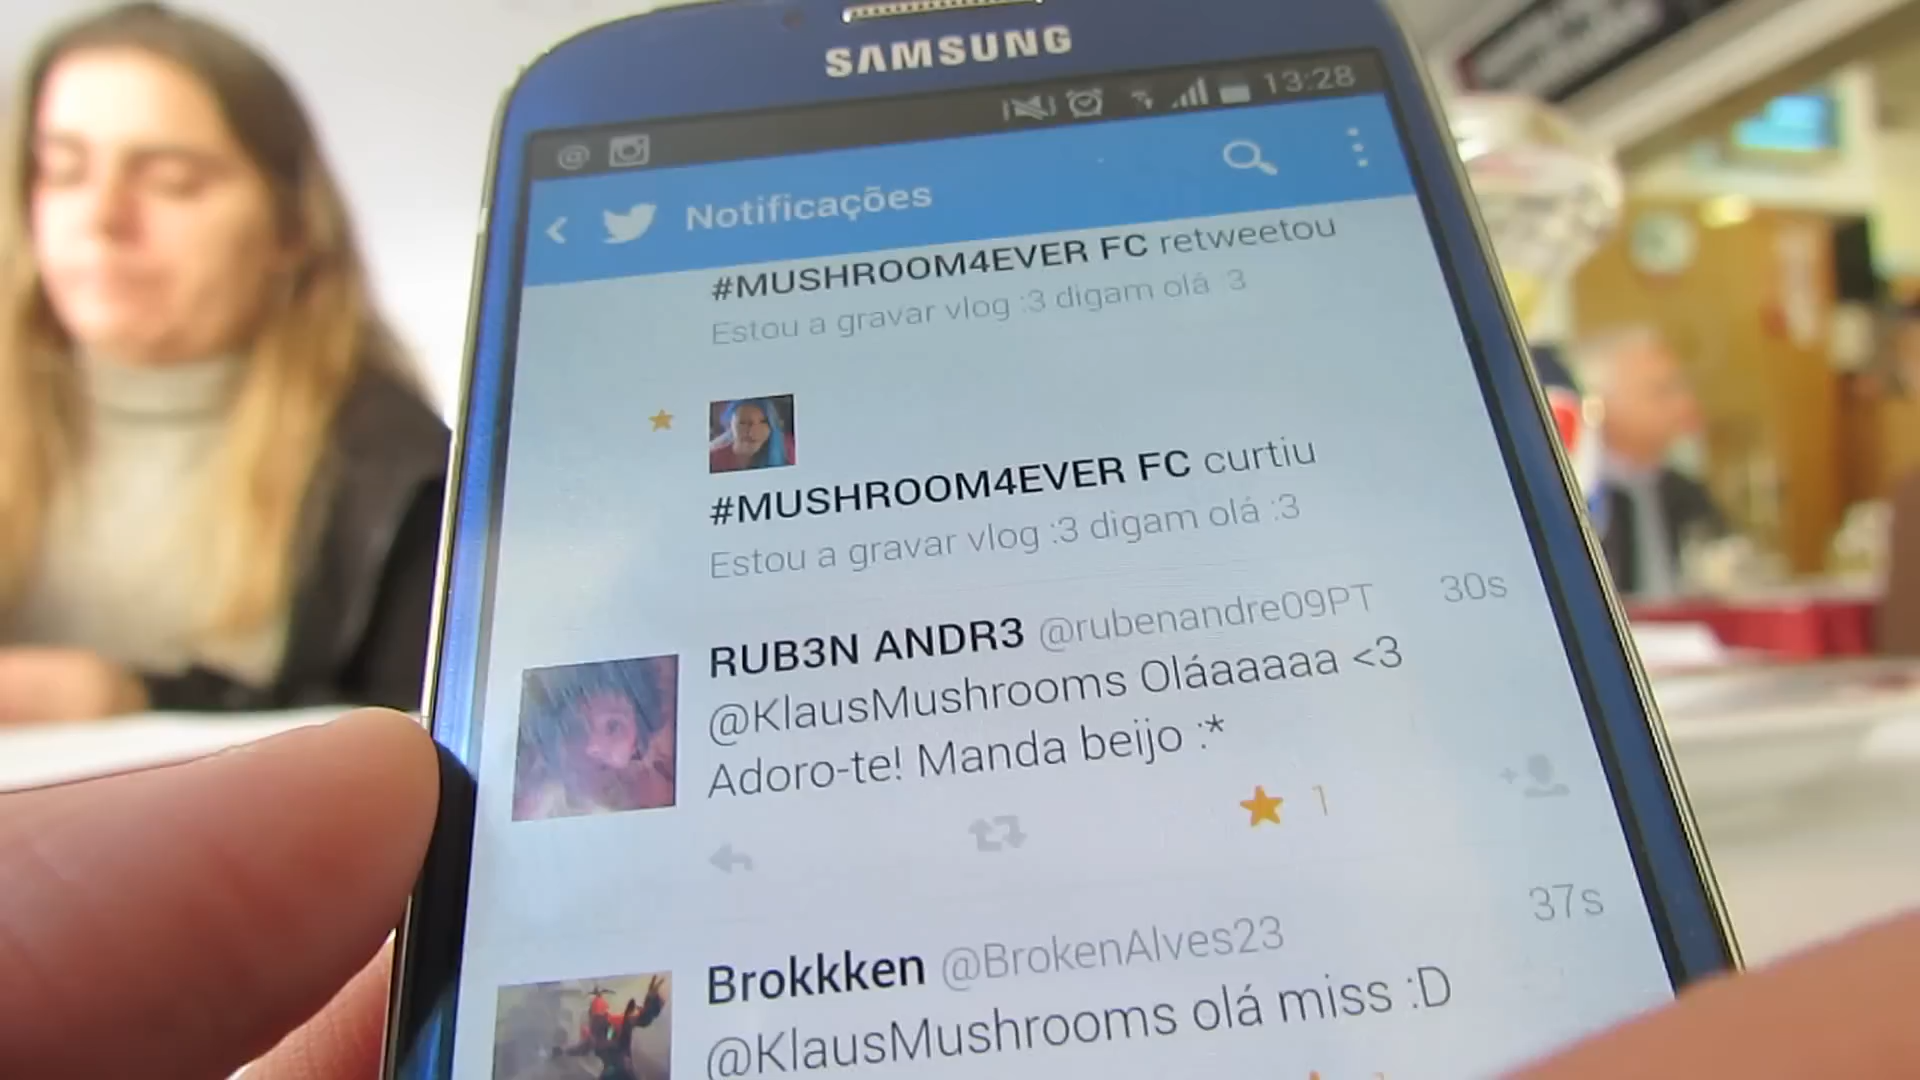 SAMSUNG
13:28
Notificações
#MUSHROOM4EVER FC retweetou
Estou a gravar vlog :3 digam olá :3
#MUSHROOM4EVER FC curtiu
Estou a gravar vlog :3 digam olá :3
RUB3N ANDR3 @rubenandre09PT 30s
@KlausMushrooms Oláaaaaa <3
Adoro-te! Manda beijo :*
1
Brokkken @BrokenAlves23 37s
@KlausMushrooms olá miss :D